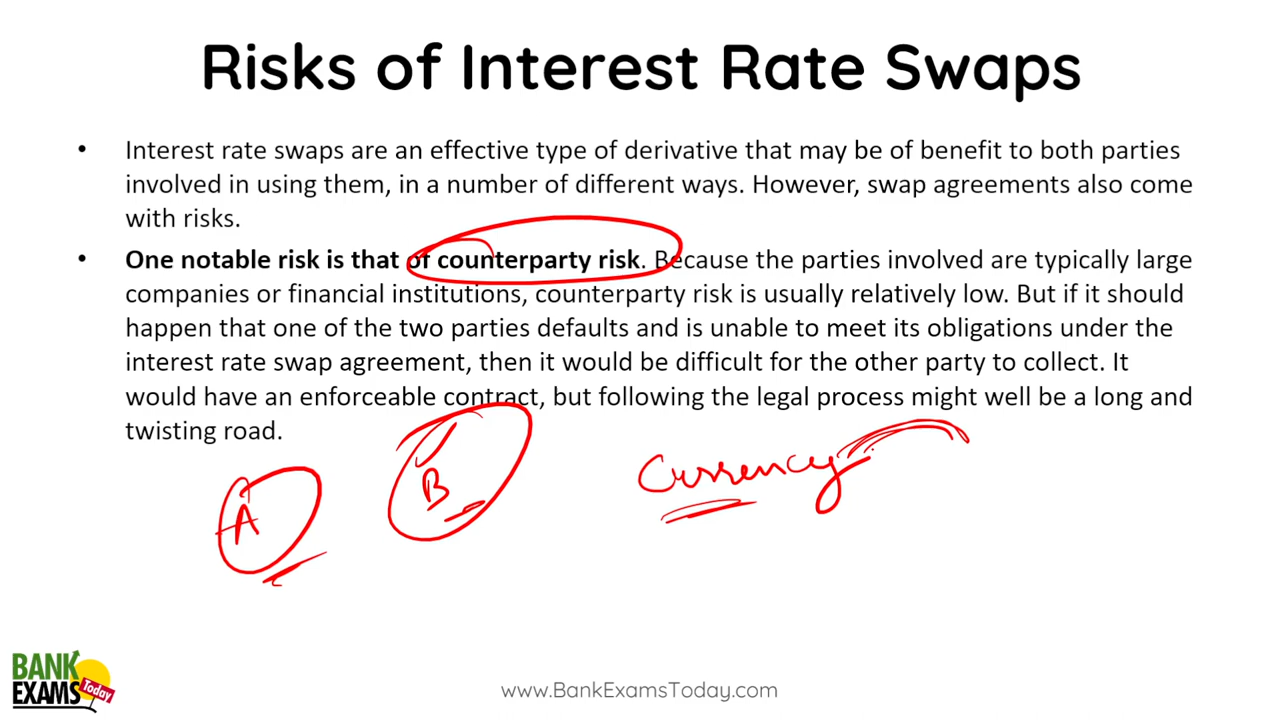 Risks of Interest Rate Swaps
• Interest rate swaps are an effective type of derivative that may be of benefit to both parties
involved in using them, in a number of different ways. However, swap agreements also come
with risks.
• One notable risk is that of counterparty risk. Because the parties involved are typically large
companies or financial institutions, counterparty risk is usually relatively low. But if it should
happen that one of the two parties defaults and is unable to meet its obligations under the
interest rate swap agreement, then it would be difficult for the other party to collect. It
would have an enforceable contract, but following the legal process might well be a long and
twisting road.
A B Currency
BANK
EXAMS Today
www.BankExamsToday.com